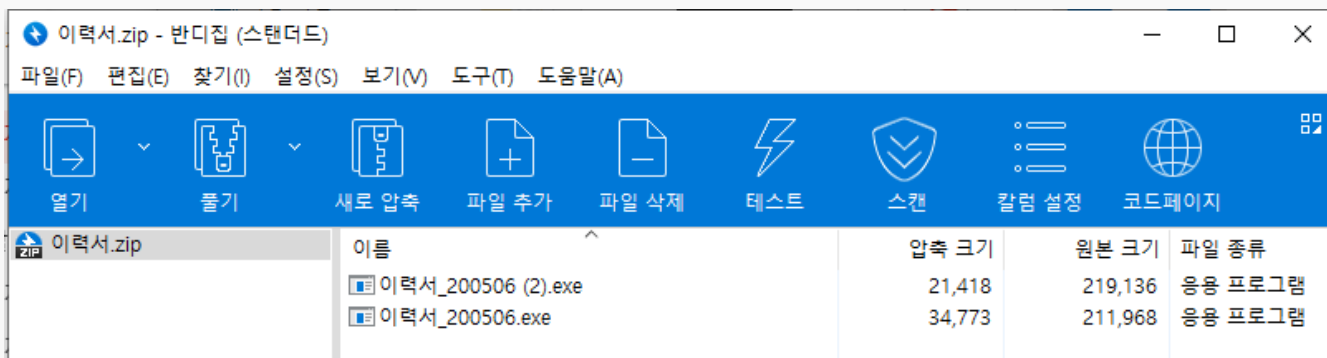 이력서.zip - 반디집 (스탠더드)
파일(F) 편집(E) 찾기(I) 설정(S) 보기(V) 도구(T) 도움말(A)
열기 풀기 새로 압축 파일 추가 파일 삭제 테스트 스캔 칼럼 설정 코드페이지
이력서.zip 이름 압축 크기 원본 크기 파일 종류
이력서_200506 (2).exe 21,418 219,136 응용 프로그램
이력서_200506.exe 34,773 211,968 응용 프로그램